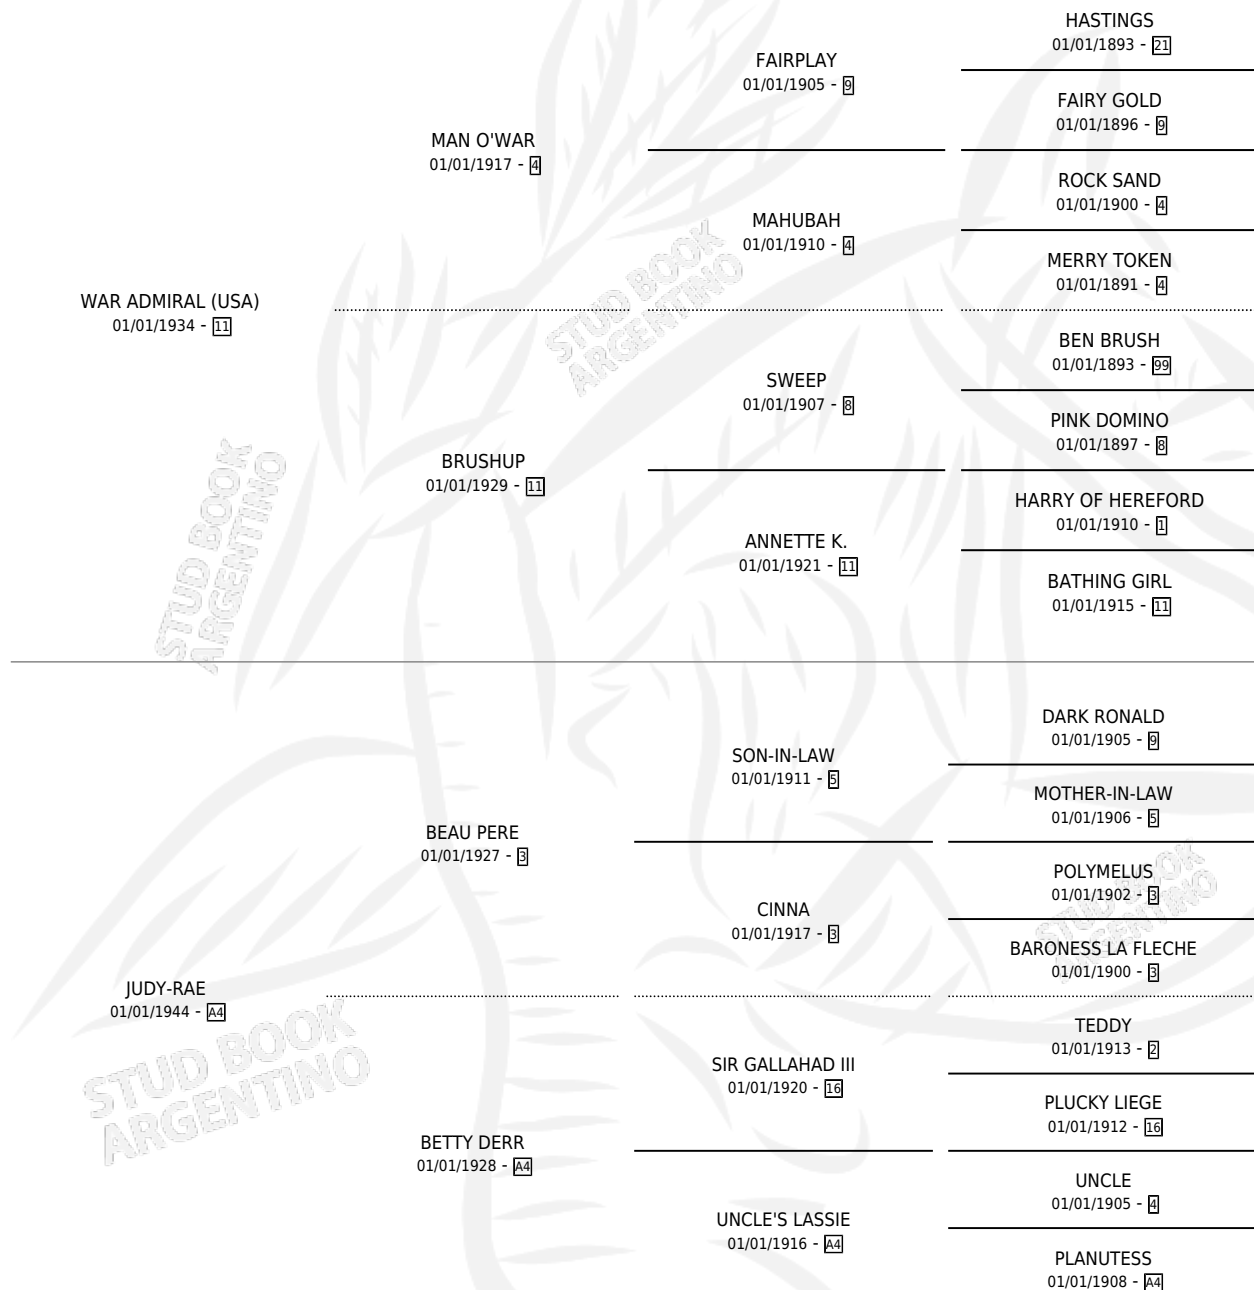 HASTINGS
01/01/1893 - 21
FAIRPLAY
01/01/1905 - 9
FAIRY GOLD
01/01/1896 - 9
MAN O'WAR
01/01/1917 - 4
ROCK SAND
01/01/1900 - 4
MAHUBAH
01/01/1910 - 4
MERRY TOKEN
01/01/1891 - 4
WAR ADMIRAL (USA)
01/01/1934 - 11
BEN BRUSH
01/01/1893 - 99
SWEEP
01/01/1907 - 8
PINK DOMINO
01/01/1897 - 8
BRUSHUP
01/01/1929 - 11
HARRY OF HEREFORD
01/01/1910 - 1
ANNETTE K.
01/01/1921 - 11
BATHING GIRL
01/01/1915 - 11
DARK RONALD
01/01/1905 - 9
SON-IN-LAW
01/01/1911 - 5
MOTHER-IN-LAW
01/01/1906 - 5
BEAU PERE
01/01/1927 - 3
POLYMELUS
01/01/1902 - 3
CINNA
01/01/1917 - 3
BARONESS LA FLECHE
01/01/1900 - 3
JUDY-RAE
01/01/1944 - A4
TEDDY
01/01/1913 - 2
SIR GALLAHAD III
01/01/1920 - 16
PLUCKY LIEGE
01/01/1912 - 16
BETTY DERR
01/01/1928 - A4
UNCLE
01/01/1905 - 4
UNCLE'S LASSIE
01/01/1916 - A4
PLANUTESS
01/01/1908 - A4
STUD BOOK
ARGENTINO
STUD BOOK
ARGENTINO
STUD BOOK
ARGENTINO
STUD BOOK
ARGENTINO